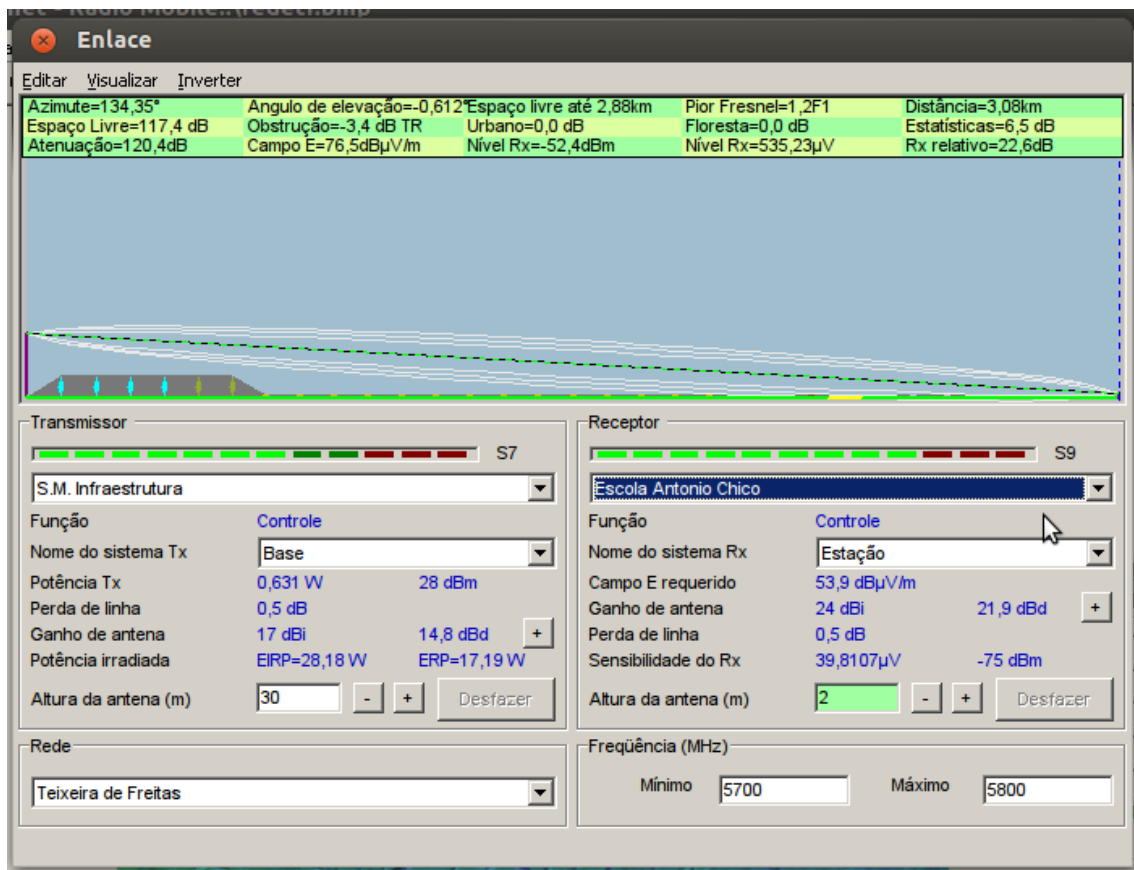 Enlace
Editar Visualizar Inverter
Azimute=134,35° Angulo de elevação=-0,612° Espaço livre até 2,88km Pior Fresnel=1,2F1 Distância=3,08km
Espaço Livre=117,4 dB Obstrução=-3,4 dB TR Urbano=0,0 dB Floresta=0,0 dB Estatísticas=6,5 dB
Atenuação=120,4dB Campo E=76,5dBµV/m Nível Rx=-52,4dBm Nível Rx=535,23µV Rx relativo=22,6dB
Transmissor
S7
S.M. Infraestrutura
Função Controle
Nome do sistema Tx Base
Potência Tx 0,631 W 28 dBm
Perda de linha 0,5 dB
Ganho de antena 17 dBi 14,8 dBd +
Potência irradiada EIRP=28,18 W ERP=17,19 W
Altura da antena (m) 30 - + Desfazer
Rede
Teixeira de Freitas
Receptor
S9
Escola Antonio Chico
Função Controle
Nome do sistema Rx Estação
Campo E requerido 53,9 dBµV/m
Ganho de antena 24 dBi 21,9 dBd +
Perda de linha 0,5 dB
Sensibilidade do Rx 39,8107µV -75 dBm
Altura da antena (m) 2 - + Desfazer
Freqüência (MHz)
Mínimo 5700 Máximo 5800